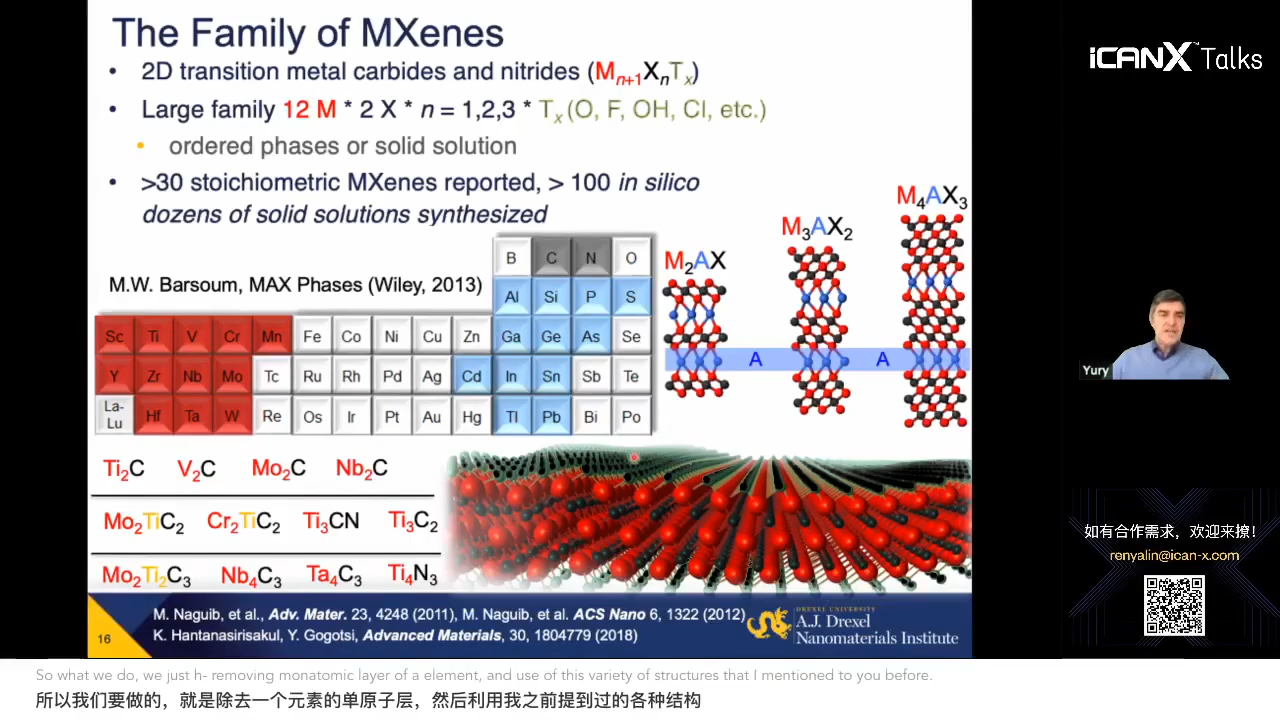 The Family of MXenes
• 2D transition metal carbides and nitrides (Mn+1XnTx)
• Large family 12 M * 2 X * n = 1,2,3 * Tx (O, F, OH, Cl, etc.)
• ordered phases or solid solution
• >30 stoichiometric MXenes reported, > 100 in silico
dozens of solid solutions synthesized
M.W. Barsoum, MAX Phases (Wiley, 2013)
B C N O
Al Si P S
Sc Ti V Cr Mn Fe Co Ni Cu Zn Ga Ge As Se
Y Zr Nb Mo Tc Ru Rh Pd Ag Cd In Sn Sb Te
La-
Lu Hf Ta W Re Os Ir Pt Au Hg Tl Pb Bi Po
M2AX
M3AX2
M4AX3
A A
Ti2C V2C Mo2C Nb2C
Mo2TiC2 Cr2TiC2 Ti3CN Ti3C2
Mo2Ti2C3 Nb4C3 Ta4C3 Ti4N3
16
M. Naguib, et al., Adv. Mater. 23, 4248 (2011), M. Naguib, et al. ACS Nano 6, 1322 (2012)
K. Hantanasirisakul, Y. Gogotsi, Advanced Materials, 30, 1804779 (2018)
DREXEL UNIVERSITY
A.J. Drexel
Nanomaterials Institute
iCANX Talks
Yury
如有合作需求，欢迎来撩！
renyalin@ican-x.com
So what we do, we just h- removing monatomic layer of a element, and use of this variety of structures that I mentioned to you before.
所以我们要做的，就是除去一个元素的单原子层，然后利用我之前提到过的各种结构